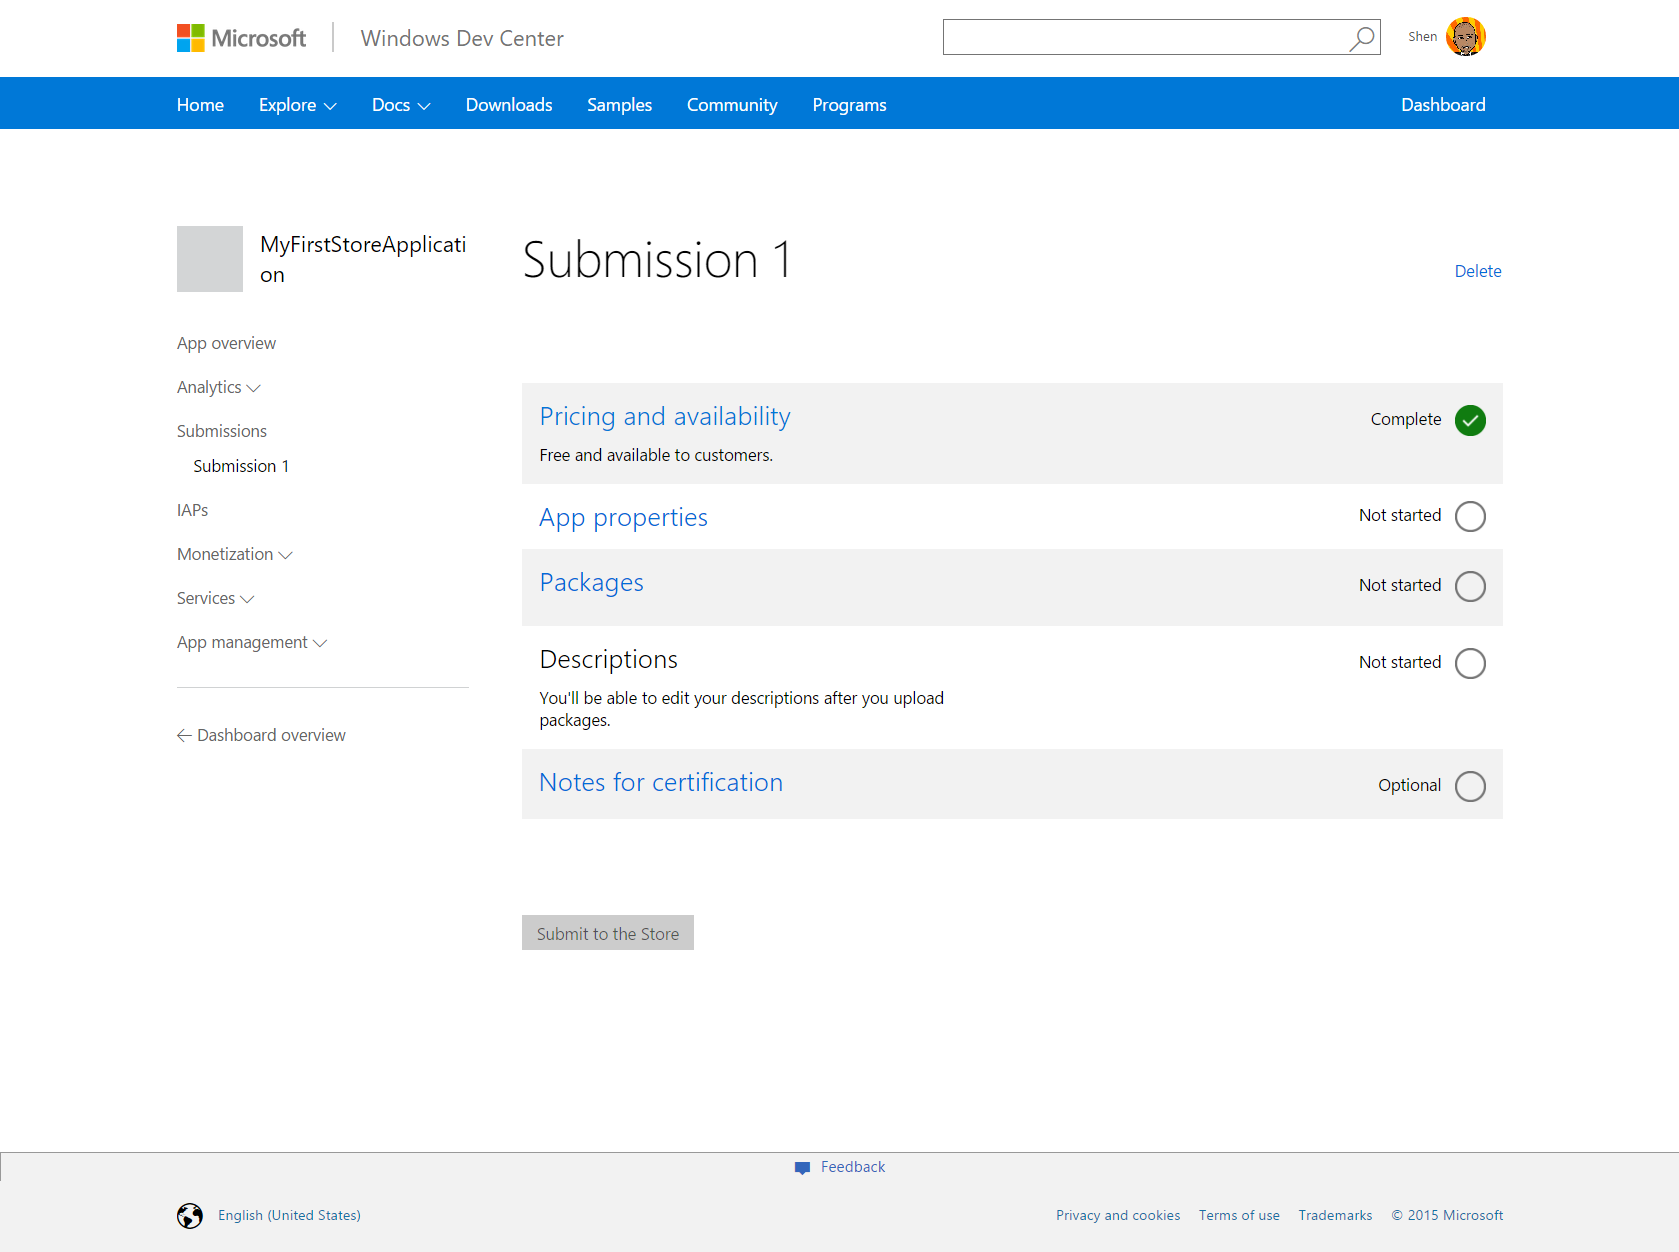 Microsoft
Windows Dev Center
Shen
Home
Explore
Docs
Downloads
Samples
Community
Programs
Dashboard
MyFirstStoreApplicati
on
App overview
Analytics
Submissions
Submission 1
IAPs
Monetization
Services
App management
Dashboard overview
Submission 1
Delete
Pricing and availability
Complete
Free and available to customers.
App properties
Not started
Packages
Not started
Descriptions
Not started
You'll be able to edit your descriptions after you upload
packages.
Notes for certification
Optional
Submit to the Store
Feedback
English (United States)
Privacy and cookies
Terms of use
Trademarks
© 2015 Microsoft